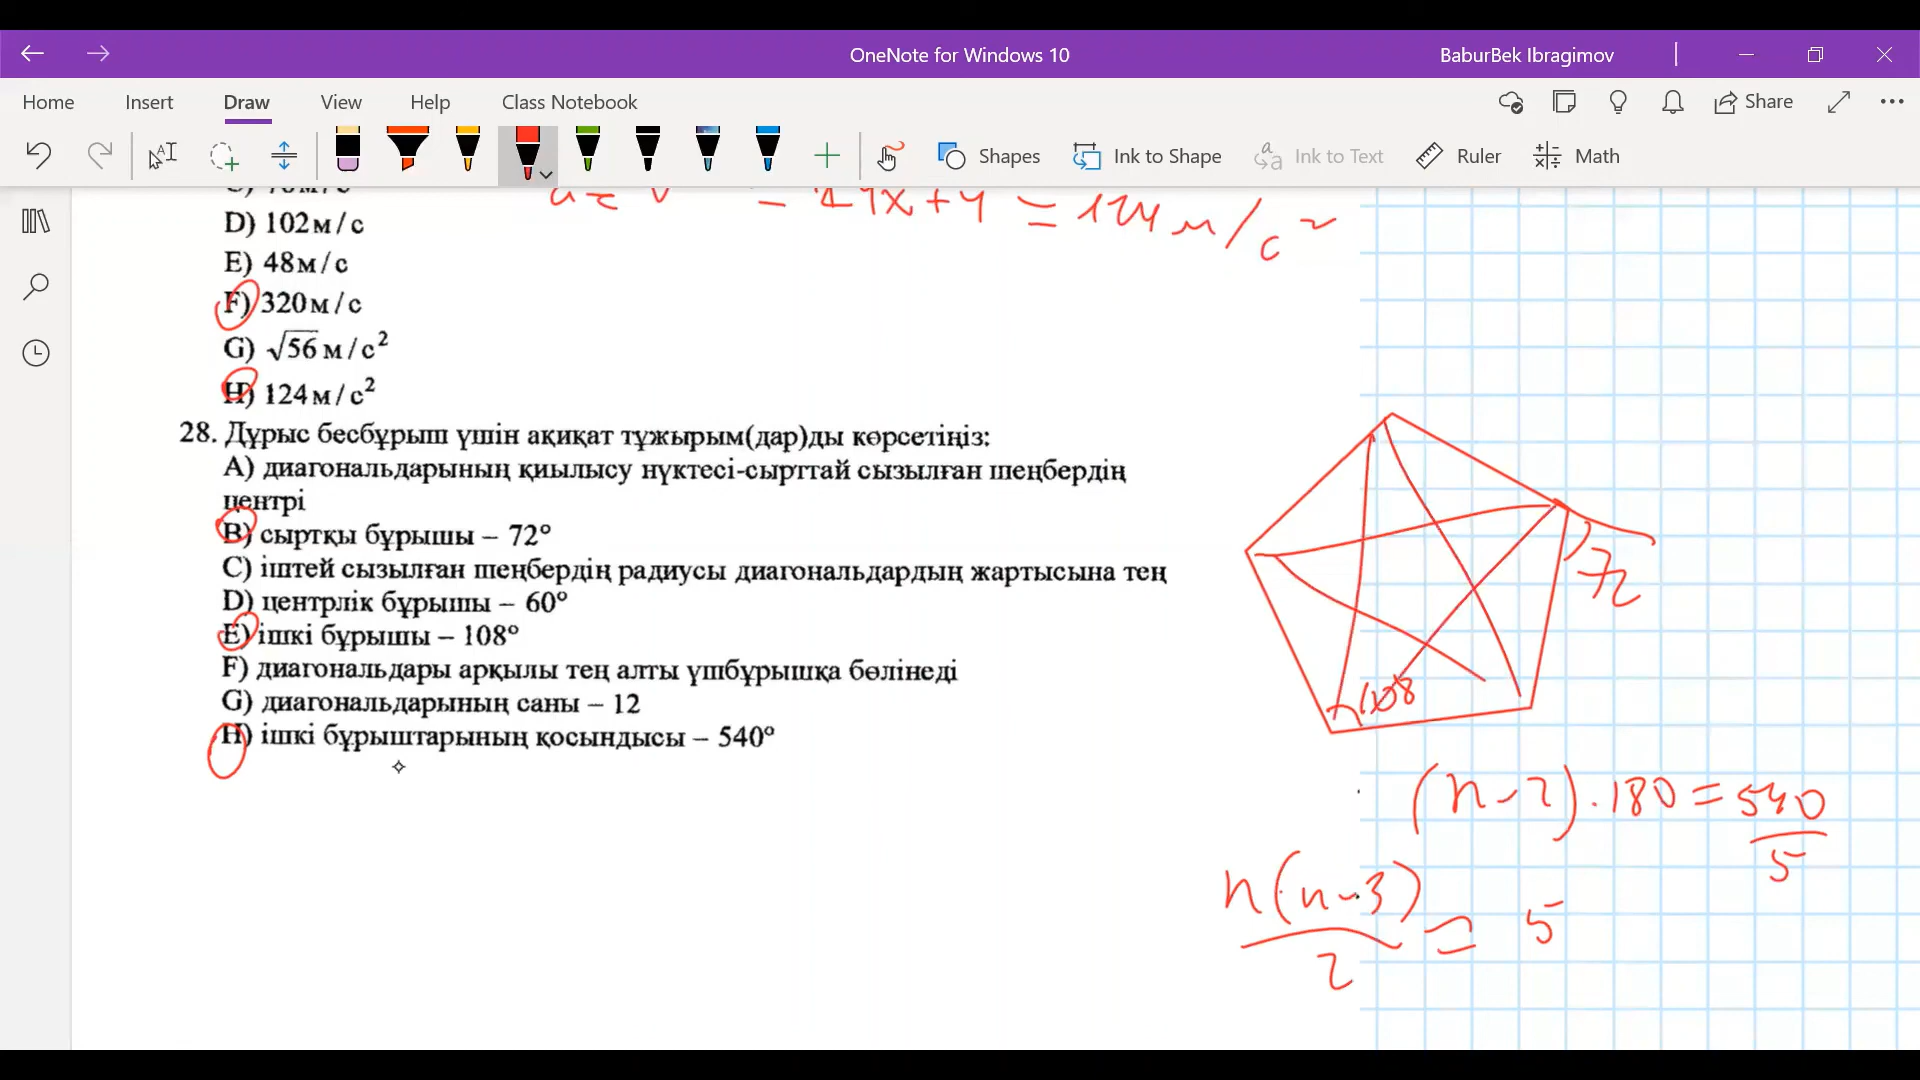 OneNote for Windows 10
BaburBek Ibragimov
Home Insert Draw View Help Class Notebook Share
Shapes Ink to Shape Ink to Text Ruler Math
= 124 м/с²
D) 102м/с
E) 48м/с
F) 320м/с
G) √56 м/с²
H) 124м/с²
28. Дұрыс бесбұрыш үшін ақиқат тұжырым(дар)ды көрсетіңіз:
A) диагональдарының қиылысу нүктесі-сырттай сызылған шеңбердің
центрі
B) сыртқы бұрышы – 72°
C) іштей сызылған шеңбердің радиусы диагональдардың жартысына тең
D) центрлік бұрышы – 60°
E) ішкі бұрышы – 108°
F) диагональдары арқылы тең алты үшбұрышқа бөлінеді
G) диагональдарының саны – 12
H) ішкі бұрыштарының қосындысы – 540°
72
108
(n-2)·180=540
5
n(n-3)
2
= 5